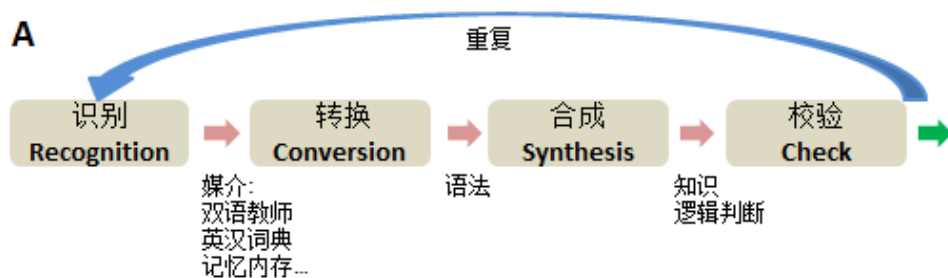 A
重复
识别
Recognition
转换
Conversion
合成
Synthesis
校验
Check
媒介:
双语教师
英汉词典
记忆内存...
语法
知识
逻辑判断